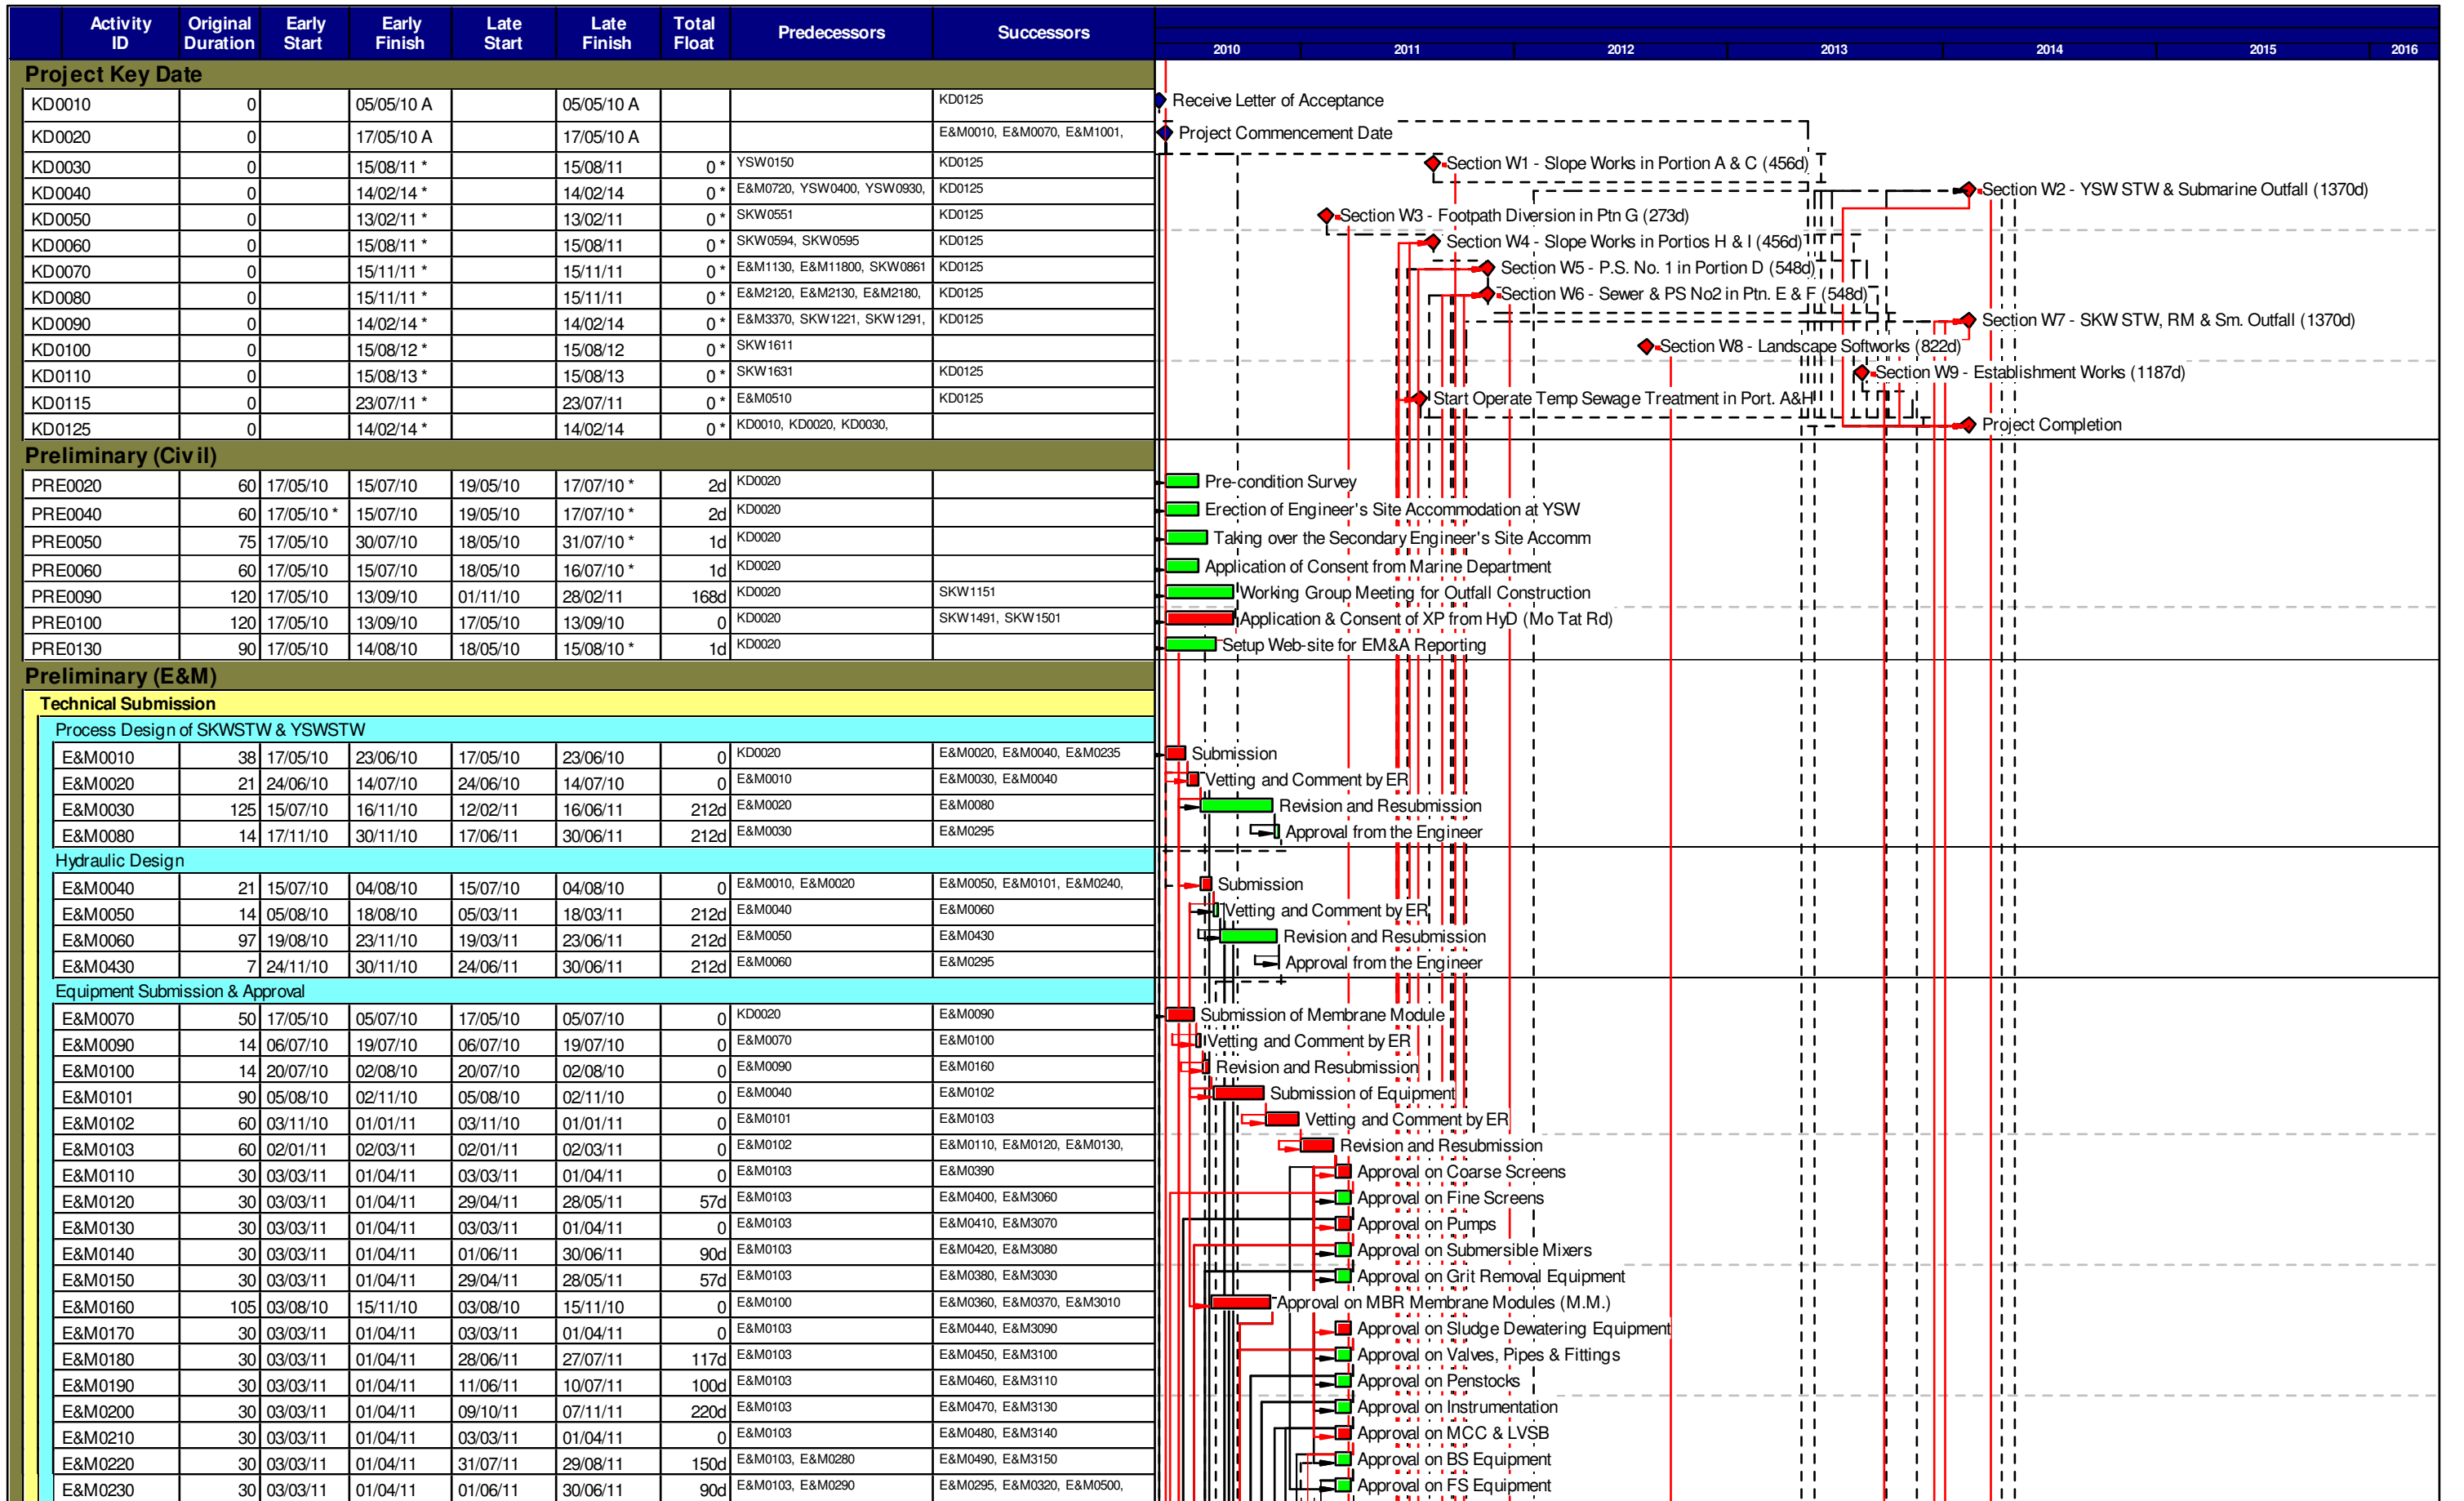 Activity ID Original Duration Early Start Early Finish Late Start Late Finish Total Float Predecessors Successors
2010 2011 2012 2013 2014 2015 2016
Project Key Date
KD0010 0 05/05/10 A 05/05/10 A KD0125 Receive Letter of Acceptance
KD0020 0 17/05/10 A 17/05/10 A E&M0010, E&M0070, E&M1001, Project Commencement Date
KD0030 0 15/08/11 * 15/08/11 0 * YSW0150 KD0125 Section W1 - Slope Works in Portion A & C (456d)
KD0040 0 14/02/14 * 14/02/14 0 * E&M0720, YSW0400, YSW0930, KD0125 Section W2 - YSW STW & Submarine Outfall (1370d)
KD0050 0 13/02/11 * 13/02/11 0 * SKW0551 KD0125 Section W3 - Footpath Diversion in Ptn G (273d)
KD0060 0 15/08/11 * 15/08/11 0 * SKW0594, SKW0595 KD0125 Section W4 - Slope Works in Portios H & I (456d)
KD0070 0 15/11/11 * 15/11/11 0 * E&M1130, E&M11800, SKW0861 KD0125 Section W5 - P.S. No. 1 in Portion D (548d)
KD0080 0 15/11/11 * 15/11/11 0 * E&M2120, E&M2130, E&M2180, KD0125 Section W6 - Sewer & PS No2 in Ptn. E & F (548d)
KD0090 0 14/02/14 * 14/02/14 0 * E&M3370, SKW1221, SKW1291, KD0125 Section W7 - SKW STW, RM & Sm. Outfall (1370d)
KD0100 0 15/08/12 * 15/08/12 0 * SKW1611 Section W8 - Landscape Softworks (822d)
KD0110 0 15/08/13 * 15/08/13 0 * SKW1631 KD0125 Section W9 - Establishment Works (1187d)
KD0115 0 23/07/11 * 23/07/11 0 * E&M0510 KD0125 Start Operate Temp Sewage Treatment in Port. A&H
KD0125 0 14/02/14 * 14/02/14 0 * KD0010, KD0020, KD0030, Project Completion
Preliminary (Civil)
PRE0020 60 17/05/10 15/07/10 19/05/10 17/07/10 * 2d KD0020 Pre-condition Survey
PRE0040 60 17/05/10 * 15/07/10 19/05/10 17/07/10 * 2d KD0020 Erection of Engineer's Site Accommodation at YSW
PRE0050 75 17/05/10 30/07/10 18/05/10 31/07/10 * 1d KD0020 Taking over the Secondary Engineer's Site Accomm
PRE0060 60 17/05/10 15/07/10 18/05/10 16/07/10 * 1d KD0020 Application of Consent from Marine Department
PRE0090 120 17/05/10 13/09/10 01/11/10 28/02/11 168d KD0020 SKW1151 Working Group Meeting for Outfall Construction
PRE0100 120 17/05/10 13/09/10 17/05/10 13/09/10 0 KD0020 SKW1491, SKW1501 Application & Consent of XP from HyD (Mo Tat Rd)
PRE0130 90 17/05/10 14/08/10 18/05/10 15/08/10 * 1d KD0020 Setup Web-site for EM&A Reporting
Preliminary (E&M)
Technical Submission
Process Design of SKWSTW & YSWSTW
E&M0010 38 17/05/10 23/06/10 17/05/10 23/06/10 0 KD0020 E&M0020, E&M0040, E&M0235 Submission
E&M0020 21 24/06/10 14/07/10 24/06/10 14/07/10 0 E&M0010 E&M0030, E&M0040 Vetting and Comment by ER
E&M0030 125 15/07/10 16/11/10 12/02/11 16/06/11 212d E&M0020 E&M0080 Revision and Resubmission
E&M0080 14 17/11/10 30/11/10 17/06/11 30/06/11 212d E&M0030 E&M0295 Approval from the Engineer
Hydraulic Design
E&M0040 21 15/07/10 04/08/10 15/07/10 04/08/10 0 E&M0010, E&M0020 E&M0050, E&M0101, E&M0240, Submission
E&M0050 14 05/08/10 18/08/10 05/03/11 18/03/11 212d E&M0040 E&M0060 Vetting and Comment by ER
E&M0060 97 19/08/10 23/11/10 19/03/11 23/06/11 212d E&M0050 E&M0430 Revision and Resubmission
E&M0430 7 24/11/10 30/11/10 24/06/11 30/06/11 212d E&M0060 E&M0295 Approval from the Engineer
Equipment Submission & Approval
E&M0070 50 17/05/10 05/07/10 17/05/10 05/07/10 0 KD0020 E&M0090 Submission of Membrane Module
E&M0090 14 06/07/10 19/07/10 06/07/10 19/07/10 0 E&M0070 E&M0100 Vetting and Comment by ER
E&M0100 14 20/07/10 02/08/10 20/07/10 02/08/10 0 E&M0090 E&M0160 Revision and Resubmission
E&M0101 90 05/08/10 02/11/10 05/08/10 02/11/10 0 E&M0040 E&M0102 Submission of Equipment
E&M0102 60 03/11/10 01/01/11 03/11/10 01/01/11 0 E&M0101 E&M0103 Vetting and Comment by ER
E&M0103 60 02/01/11 02/03/11 02/01/11 02/03/11 0 E&M0102 E&M0110, E&M0120, E&M0130, Revision and Resubmission
E&M0110 30 03/03/11 01/04/11 03/03/11 01/04/11 0 E&M0103 E&M0390 Approval on Coarse Screens
E&M0120 30 03/03/11 01/04/11 29/04/11 28/05/11 57d E&M0103 E&M0400, E&M3060 Approval on Fine Screens
E&M0130 30 03/03/11 01/04/11 03/03/11 01/04/11 0 E&M0103 E&M0410, E&M3070 Approval on Pumps
E&M0140 30 03/03/11 01/04/11 01/06/11 30/06/11 90d E&M0103 E&M0420, E&M3080 Approval on Submersible Mixers
E&M0150 30 03/03/11 01/04/11 29/04/11 28/05/11 57d E&M0103 E&M0380, E&M3030 Approval on Grit Removal Equipment
E&M0160 105 03/08/10 15/11/10 03/08/10 15/11/10 0 E&M0100 E&M0360, E&M0370, E&M3010 Approval on MBR Membrane Modules (M.M.)
E&M0170 30 03/03/11 01/04/11 03/03/11 01/04/11 0 E&M0103 E&M0440, E&M3090 Approval on Sludge Dewatering Equipment
E&M0180 30 03/03/11 01/04/11 28/06/11 27/07/11 117d E&M0103 E&M0450, E&M3100 Approval on Valves, Pipes & Fittings
E&M0190 30 03/03/11 01/04/11 11/06/11 10/07/11 100d E&M0103 E&M0460, E&M3110 Approval on Penstocks
E&M0200 30 03/03/11 01/04/11 09/10/11 07/11/11 220d E&M0103 E&M0470, E&M3130 Approval on Instrumentation
E&M0210 30 03/03/11 01/04/11 03/03/11 01/04/11 0 E&M0103 E&M0480, E&M3140 Approval on MCC & LVSB
E&M0220 30 03/03/11 01/04/11 31/07/11 29/08/11 150d E&M0103, E&M0280 E&M0490, E&M3150 Approval on BS Equipment
E&M0230 30 03/03/11 01/04/11 01/06/11 30/06/11 90d E&M0103, E&M0290 E&M0295, E&M0320, E&M0500, Approval on FS Equipment